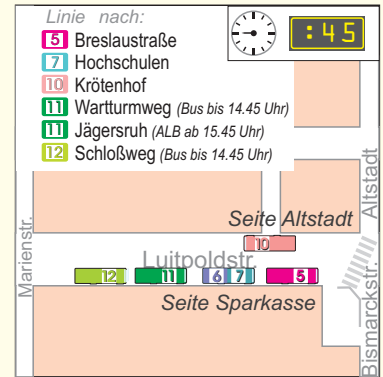 Linie nach:
5 Breslaustraße
7 Hochschulen
10 Krötenhof
11 Wartturmweg (Bus bis 14.45 Uhr)
11 Jägersruh (ALB ab 15.45 Uhr)
12 Schloßweg (Bus bis 14.45 Uhr)
:45
Seite Altstadt
10
Luitpoldstr.
12 11 6 7 5
Seite Sparkasse
Marienstr.
Altstadt
Bismarckstr.